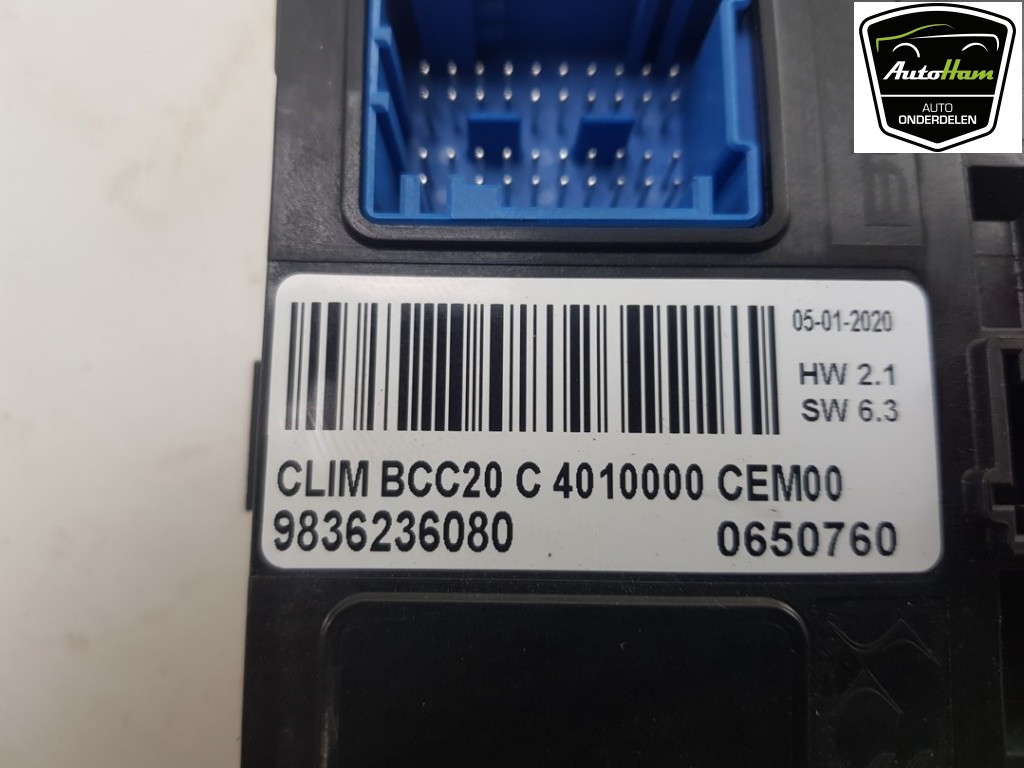 AutoHam
AUTO
ONDERDELEN
05-01-2020
HW 2.1
SW 6.3
CLIM BCC20 C 4010000 CEM00
9836236080 0650760